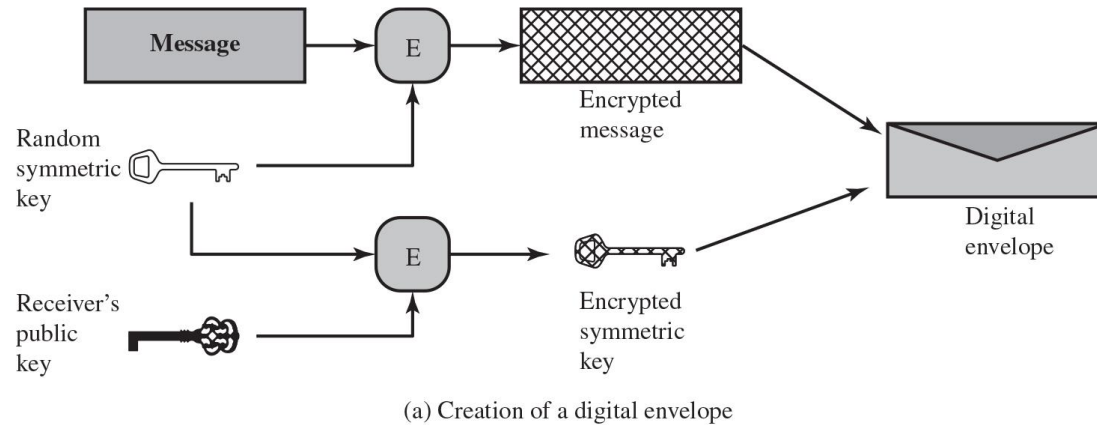 Message
E
Encrypted
message
Random
symmetric
key
Digital
envelope
E
Receiver's
public
key
Encrypted
symmetric
key
(a) Creation of a digital envelope